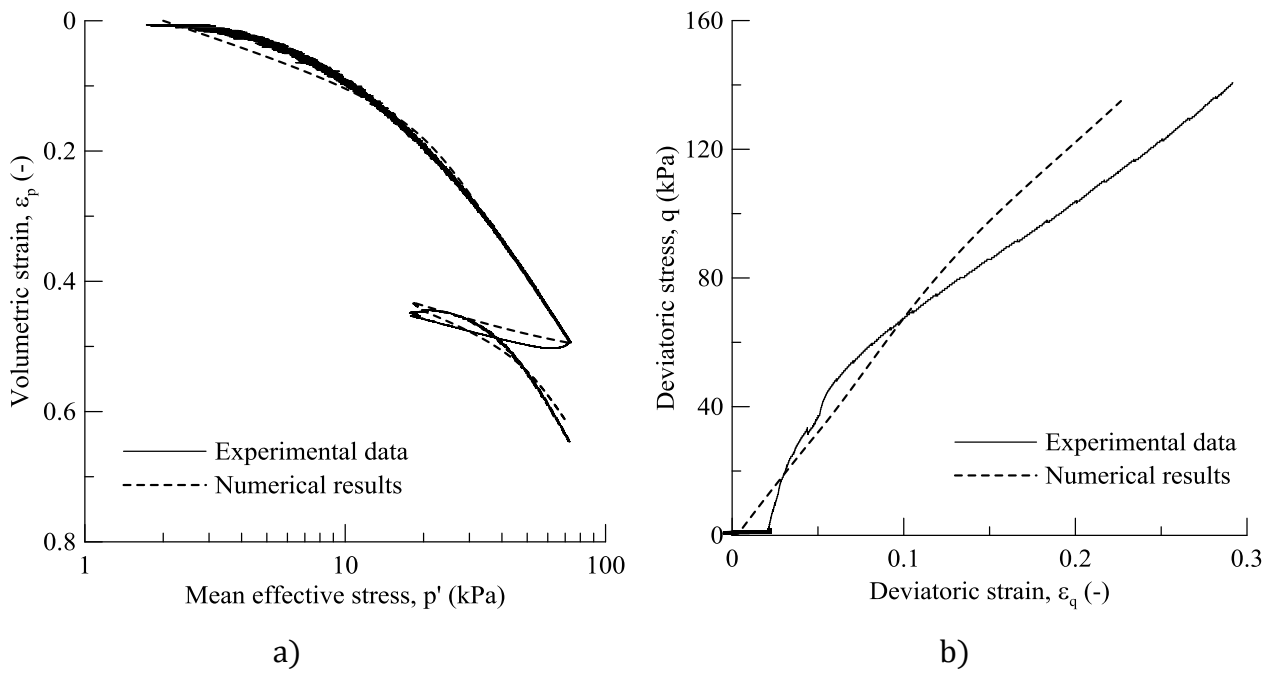 0
0.2
0.4
0.6
0.8
Volumetric strain, εp (-)
Experimental data
Numerical results
1
10
100
Mean effective stress, p' (kPa)
a)
160
120
80
40
0
Deviatoric stress, q (kPa)
Experimental data
Numerical results
0
0.1
0.2
0.3
Deviatoric strain, εq (-)
b)